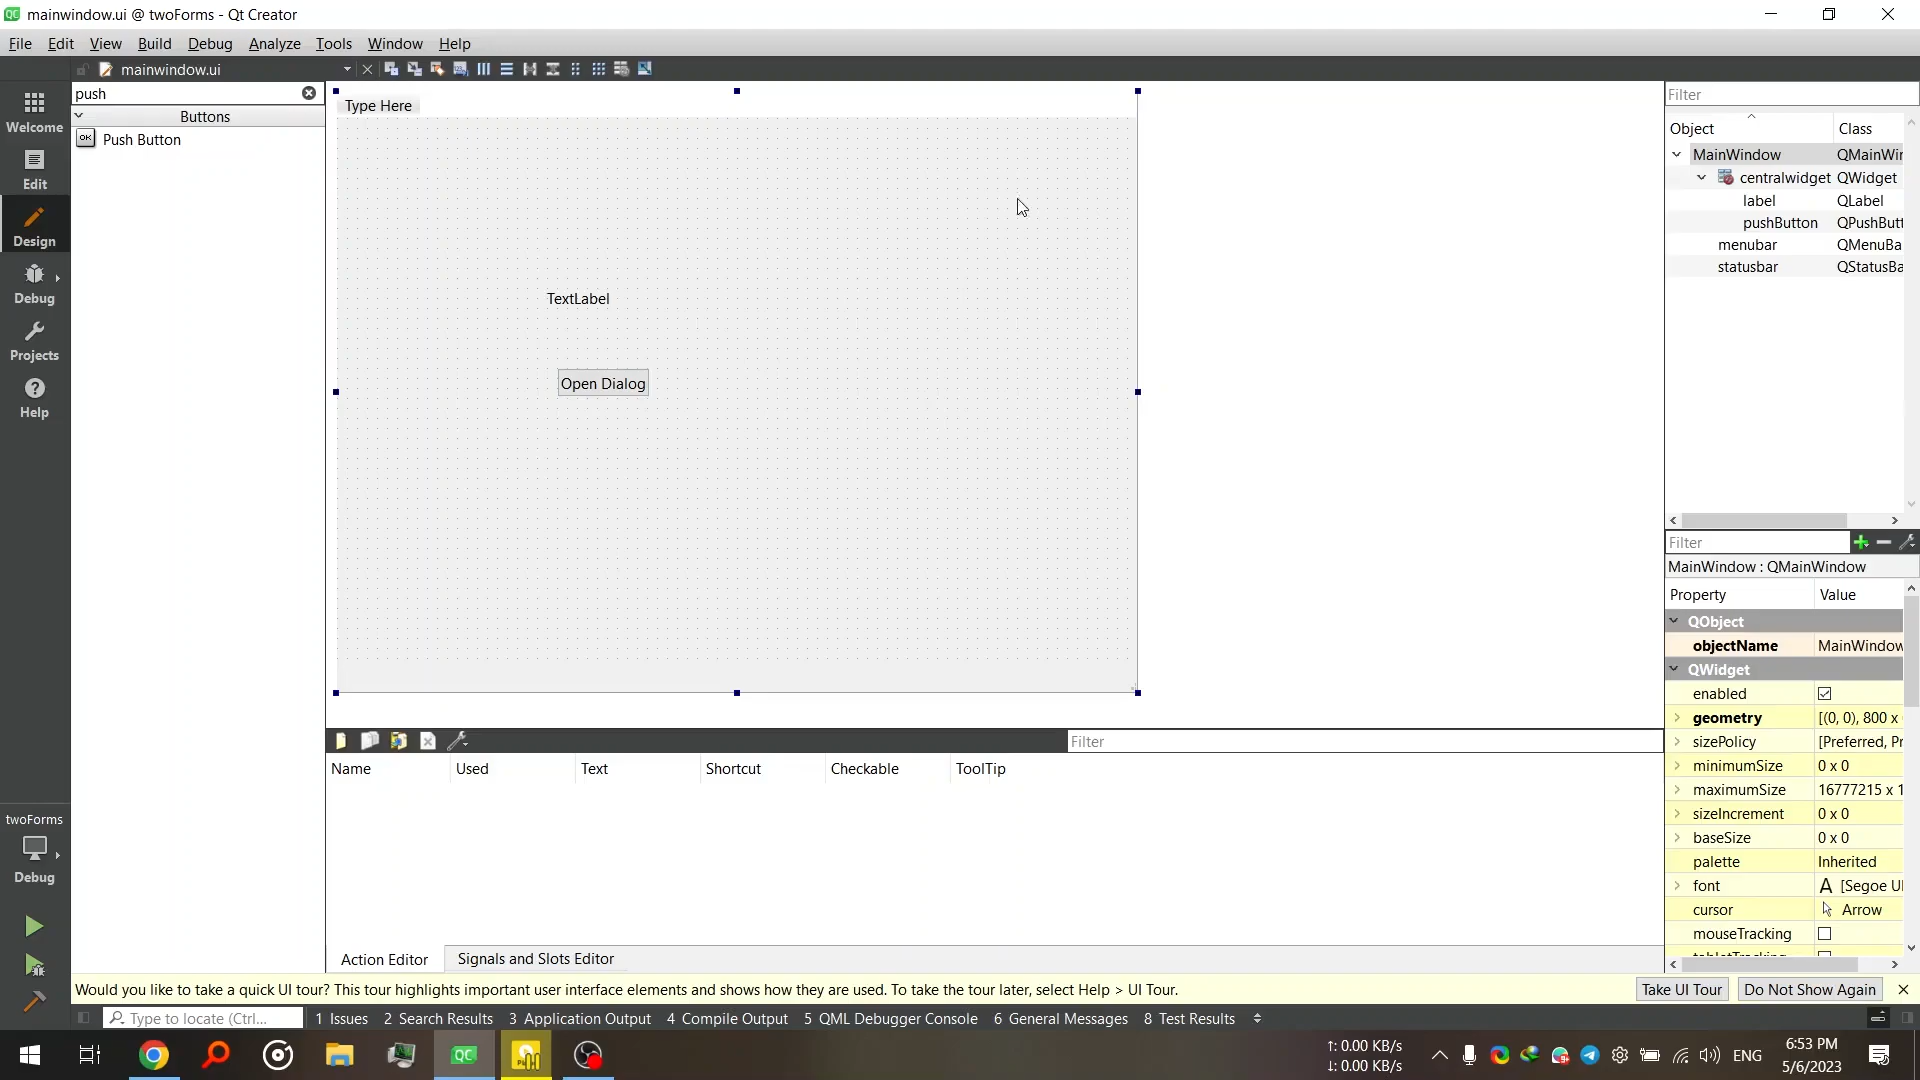 mainwindow.ui @ twoForms - Qt Creator
File Edit View Build Debug Analyze Tools Window Help
mainwindow.ui
push
Buttons
Push Button
Welcome
Edit
Design
Debug
Projects
Help
twoForms
Debug
Type Here
TextLabel
Open Dialog
Filter
Name Used Text Shortcut Checkable ToolTip
Action Editor Signals and Slots Editor
Filter
Object Class
MainWindow QMainWir
centralwidget QWidget
label QLabel
pushButton QPushButt
menubar QMenuBa
statusbar QStatusBa
Filter
MainWindow : QMainWindow
Property Value
QObject
objectName MainWindow
QWidget
enabled
geometry [(0, 0), 800 x
sizePolicy [Preferred, Pr
minimumSize 0 x 0
maximumSize 16777215 x 1
sizeIncrement 0 x 0
baseSize 0 x 0
palette Inherited
font A [Segoe UI
cursor Arrow
mouseTracking
Would you like to take a quick UI tour? This tour highlights important user interface elements and shows how they are used. To take the tour later, select Help > UI Tour.
Take UI Tour Do Not Show Again
Type to locate (Ctrl... 1 Issues 2 Search Results 3 Application Output 4 Compile Output 5 QML Debugger Console 6 General Messages 8 Test Results
↑: 0.00 KB/s
↓: 0.00 KB/s
ENG
6:53 PM
5/6/2023